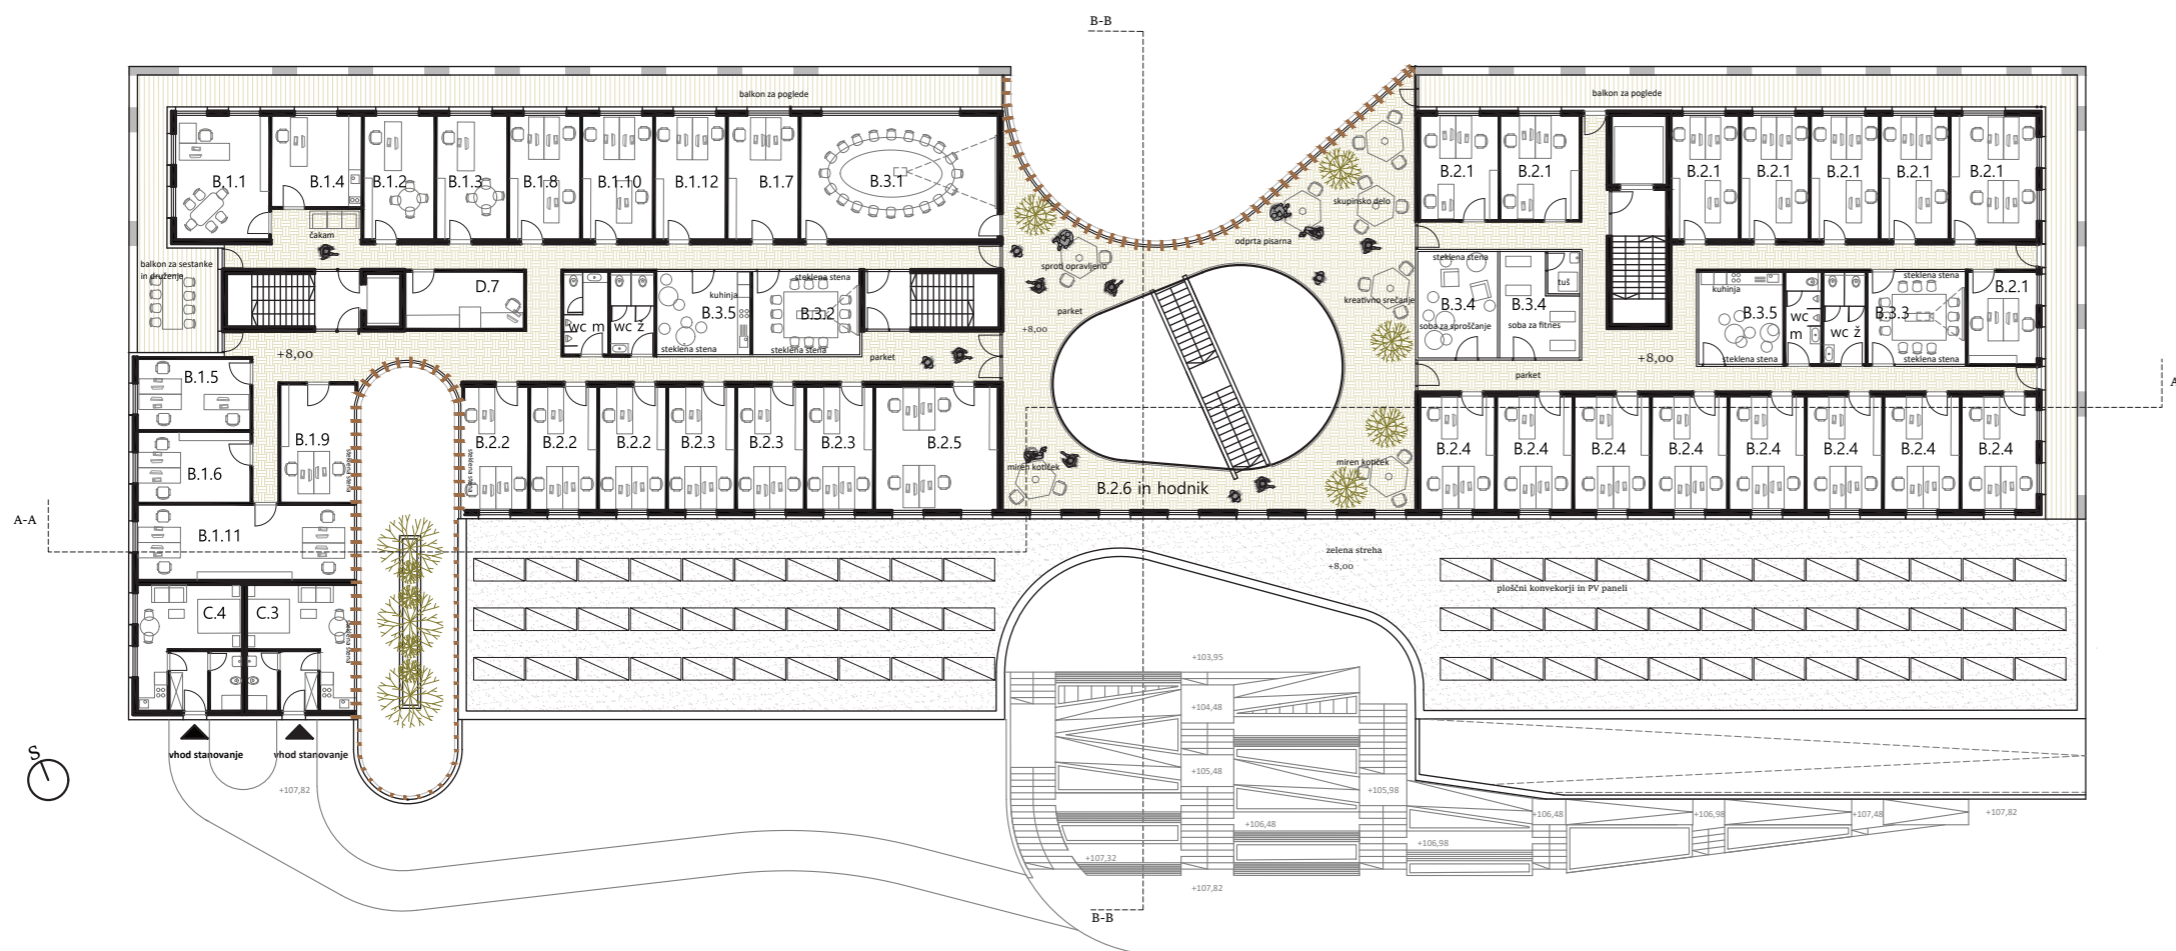 B-B
balkon za poglede
balkon za poglede
B.1.1
B.1.4
B.1.2
B.1.3
B.1.8
B.1.10
B.1.12
B.1.7
B.3.1
B.2.1
B.2.1
B.2.1
B.2.1
B.2.1
B.2.1
B.2.1
skupinsko delo
čakam
odprta pisarna
balkon za sestanke
in druženje
sproti opravljeno
steklena stena
steklena stena
steklena stena
D.7
kuhinja
B.3.5
B.3.2
wc m
wc ž
steklena stena
steklena stena
parket
+8,00
kreativno srečanje
B.3.4
soba za sproščanje
tuš
B.3.4
soba za fitnes
kuhinja
B.3.5
wc
m
wc ž
B.3.3
B.2.1
steklena stena
steklena stena
+8,00
parket
+8,00
parket
B.1.5
B.1.6
B.1.9
steklena stena
steklena stena
B.2.2
B.2.2
B.2.2
B.2.3
B.2.3
B.2.3
B.2.5
miren kotiček
miren kotiček
B.2.6 in hodnik
B.2.4
B.2.4
B.2.4
B.2.4
B.2.4
B.2.4
B.2.4
B.2.4
A
A-A
B.1.11
zelena streha
+8,00
ploščni konvekorji in PV paneli
C.4
C.3
steklena stena
+103,95
+104,48
+105,48
+105,98
+106,48
+106,98
+106,48
+106,98
+107,48
+107,82
+107,32
+107,82
S
vhod stanovanje
vhod stanovanje
+107,82
B-B